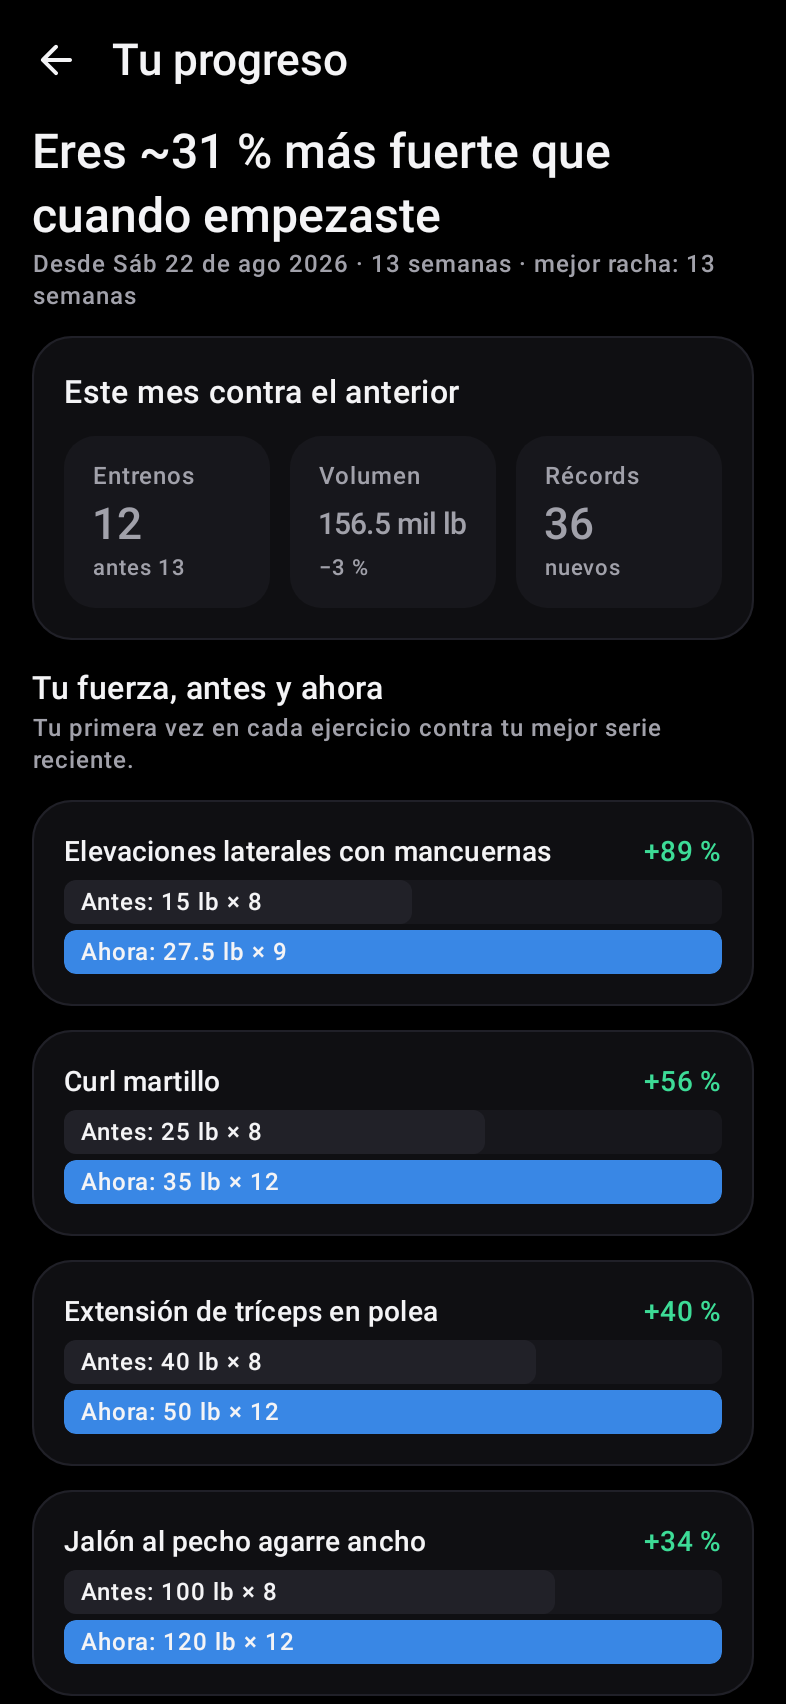 Tu progreso
Eres ~31 % más fuerte que
cuando empezaste
Desde Sáb 22 de ago 2026 · 13 semanas · mejor racha: 13
semanas
Este mes contra el anterior
Entrenos
12
antes 13
Volumen
156.5 mil lb
−3 %
Récords
36
nuevos
Tu fuerza, antes y ahora
Tu primera vez en cada ejercicio contra tu mejor serie
reciente.
Elevaciones laterales con mancuernas +89 %
Antes: 15 lb × 8
Ahora: 27.5 lb × 9
Curl martillo +56 %
Antes: 25 lb × 8
Ahora: 35 lb × 12
Extensión de tríceps en polea +40 %
Antes: 40 lb × 8
Ahora: 50 lb × 12
Jalón al pecho agarre ancho +34 %
Antes: 100 lb × 8
Ahora: 120 lb × 12